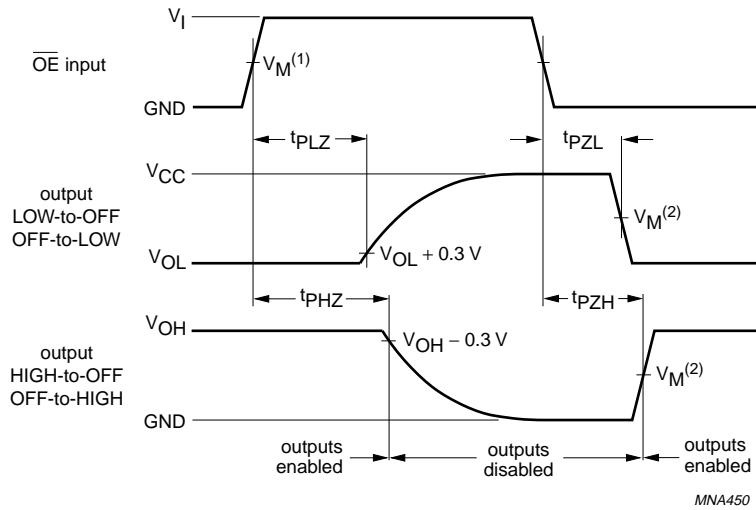 V_I
OE input
V_M(1)
GND
t_PLZ
t_PZL
V_CC
output
LOW-to-OFF
OFF-to-LOW
V_M(2)
V_OL
V_OL + 0.3 V
t_PHZ
t_PZH
V_OH
V_OH − 0.3 V
output
HIGH-to-OFF
OFF-to-HIGH
V_M(2)
GND
outputs
enabled
outputs
disabled
outputs
enabled
MNA450